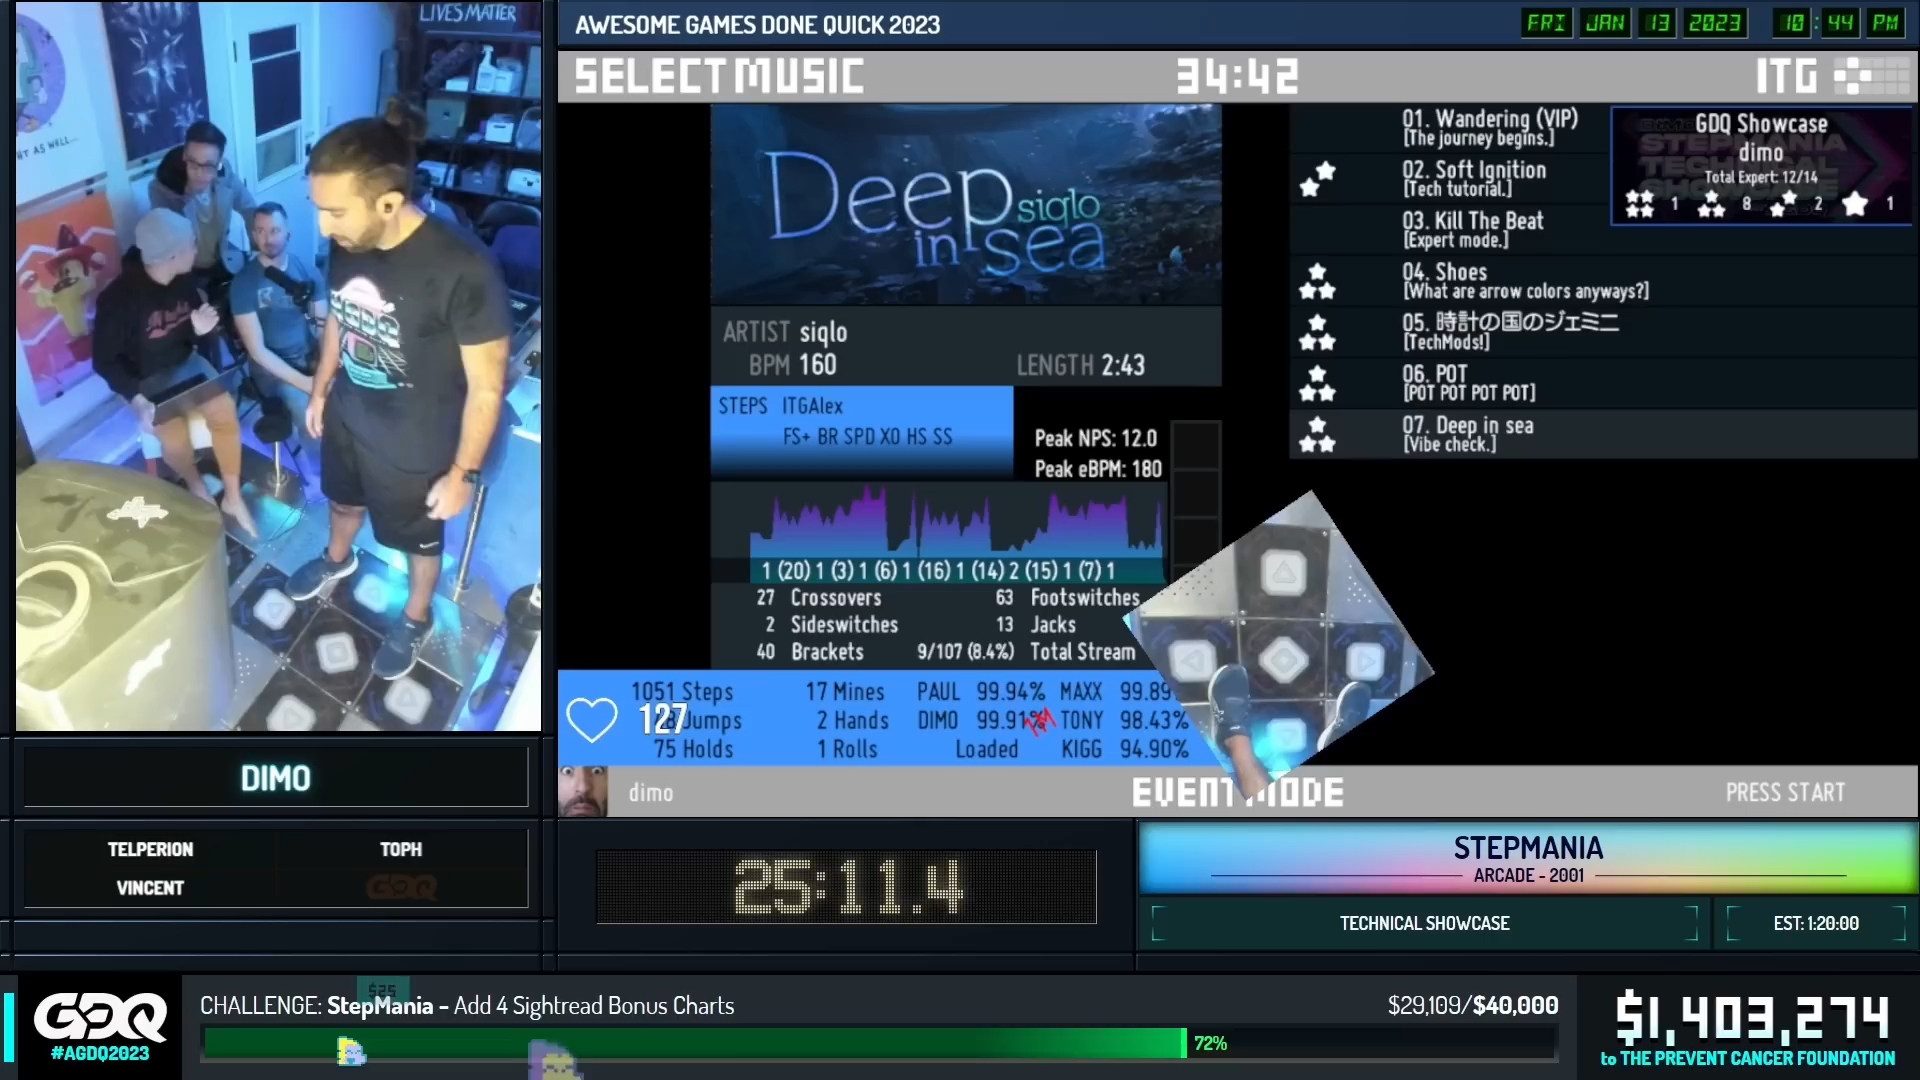 LIVES MATTER
AWESOME GAMES DONE QUICK 2023
FRI JAN 13 2023 10:44 PM
SELECT MUSIC
34:42
ITG
Deep in sea
siqlo
ARTIST siqlo
BPM 160
LENGTH 2:43
STEPS ITGAlex
FS+ BR SPD XO HS SS
Peak NPS: 12.0
Peak eBPM: 180
1 (20) 1 (3) 1 (6) 1 (16) 1 (14) 2 (15) 1 (7) 1
27 Crossovers
63 Footswitches
2 Sideswitches
13 Jacks
40 Brackets
9/107 (8.4%) Total Stream
01. Wandering (VIP)
[The journey begins.]
02. Soft Ignition
[Tech tutorial.]
03. Kill The Beat
[Expert mode.]
04. Shoes
[What are arrow colors anyways?]
05. 時計の国のジェミニ
[TechMods!]
06. POT
[POT POT POT POT]
07. Deep in sea
[Vibe check.]
GDQ Showcase
dimo
Total Expert: 12/14
1 8 2 1
1051 Steps
17 Mines
PAUL 99.94%
MAXX 99.89
127
Jumps
2 Hands
DIMO 99.91%
TONY 98.43%
75 Holds
1 Rolls
Loaded
KIGG 94.90%
dimo
EVENT MODE
PRESS START
DIMO
TELPERION
TOPH
VINCENT
GDQ
25:11.4
STEPMANIA
ARCADE - 2001
TECHNICAL SHOWCASE
EST: 1:20:00
GDQ
#AGDQ2023
$25
CHALLENGE: StepMania - Add 4 Sightread Bonus Charts
$29,109/$40,000
72%
$1,403,274
to THE PREVENT CANCER FOUNDATION